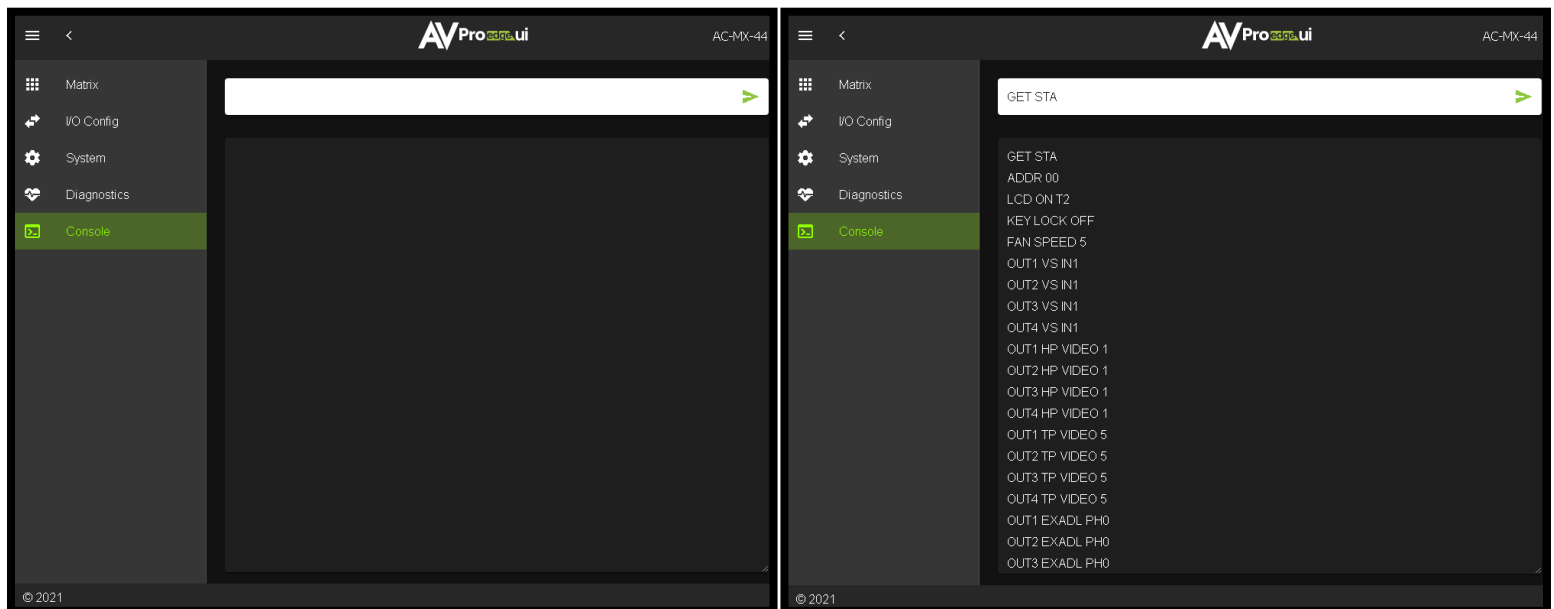 AVPro edge.ui
AC-MX-44
Matrix
I/O Config
System
Diagnostics
Console
© 2021
AVPro edge.ui
AC-MX-44
Matrix
I/O Config
System
Diagnostics
Console
GET STA
GET STA
ADDR 00
LCD ON T2
KEY LOCK OFF
FAN SPEED 5
OUT1 VS IN1
OUT2 VS IN1
OUT3 VS IN1
OUT4 VS IN1
OUT1 HP VIDEO 1
OUT2 HP VIDEO 1
OUT3 HP VIDEO 1
OUT4 HP VIDEO 1
OUT1 TP VIDEO 5
OUT2 TP VIDEO 5
OUT3 TP VIDEO 5
OUT4 TP VIDEO 5
OUT1 EXADL PH0
OUT2 EXADL PH0
OUT3 EXADL PH0
© 2021